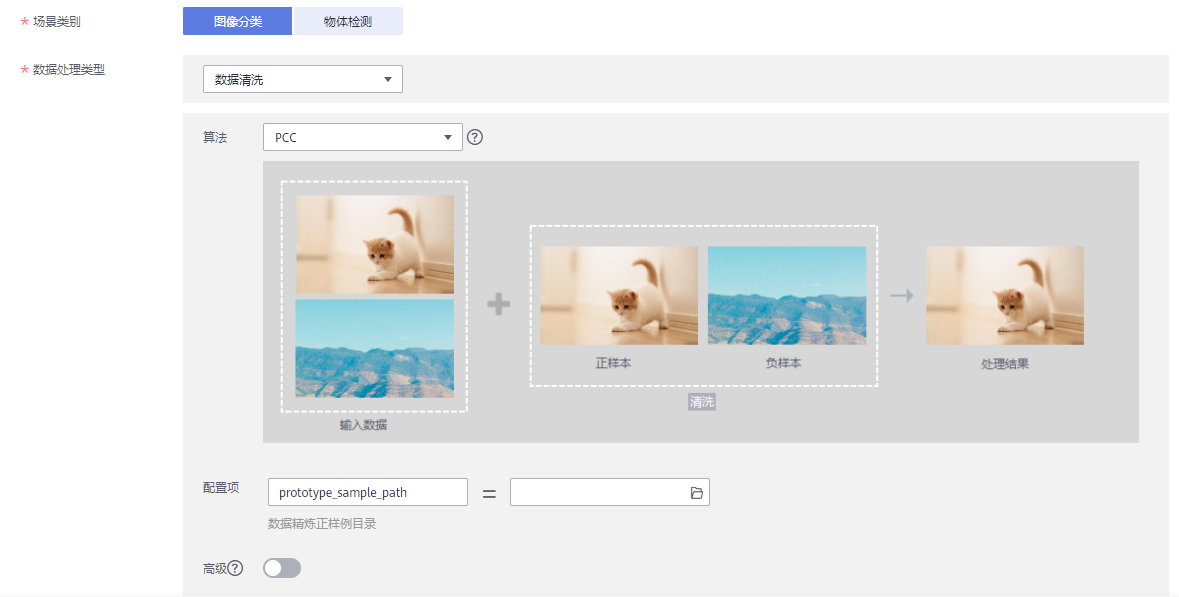 * 场景类别
图像分类
物体检测
* 数据处理类型
数据清洗
算法
PCC
?
正样本
负样本
处理结果
清洗
输入数据
配置项
prototype_sample_path
=
数据精炼正样例目录
高级?